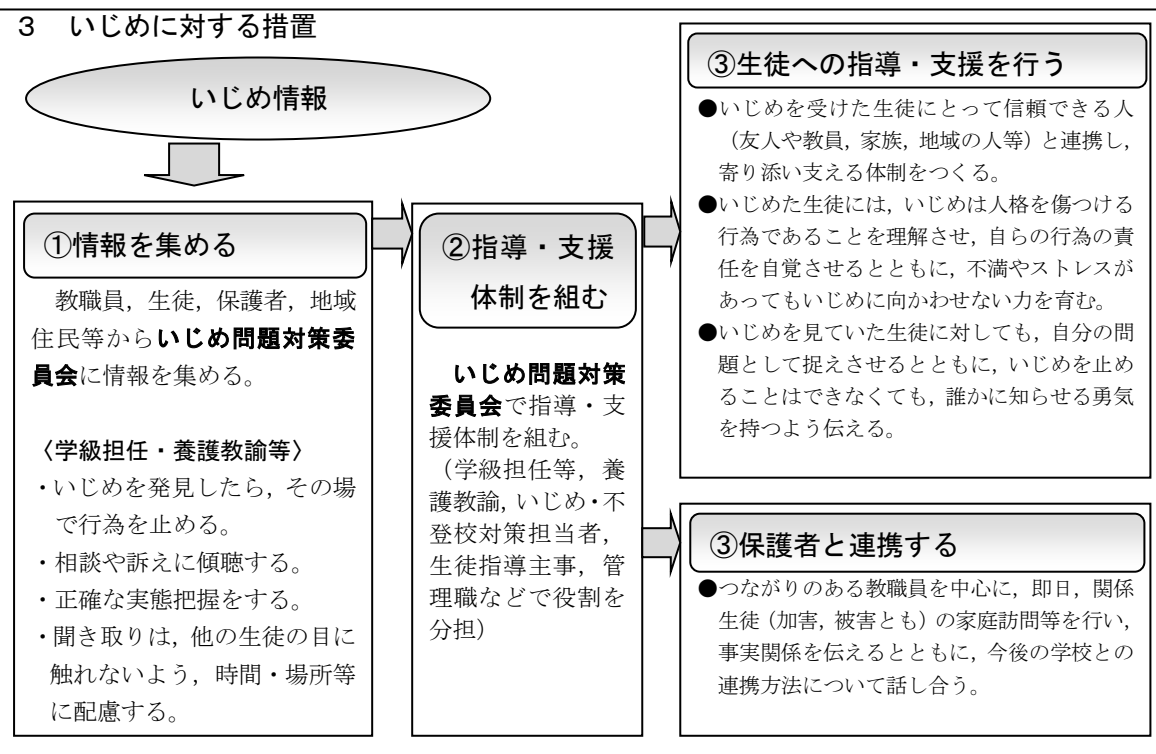 ３　いじめに対する措置
いじめ情報
①情報を集める
教職員，生徒，保護者，地域
住民等からいじめ問題対策委
員会に情報を集める。
〈学級担任・養護教諭等〉
・いじめを発見したら，その場
で行為を止める。
・相談や訴えに傾聴する。
・正確な実態把握をする。
・聞き取りは，他の生徒の目に
触れないよう，時間・場所等
に配慮する。
②指導・支援
体制を組む
いじめ問題対策
委員会で指導・支
援体制を組む。
（学級担任等，養
護教諭，いじめ・不
登校対策担当者，
生徒指導主事，管
理職などで役割を
分担）
③生徒への指導・支援を行う
●いじめを受けた生徒にとって信頼できる人
（友人や教員，家族，地域の人等）と連携し，
寄り添い支える体制をつくる。
●いじめた生徒には，いじめは人格を傷つける
行為であることを理解させ，自らの行為の責
任を自覚させるとともに，不満やストレスが
あってもいじめに向かわせない力を育む。
●いじめを見ていた生徒に対しても，自分の問
題として捉えさせるとともに，いじめを止め
ることはできなくても，誰かに知らせる勇気
を持つよう伝える。
③保護者と連携する
●つながりのある教職員を中心に，即日，関係
生徒（加害，被害とも）の家庭訪問等を行い，
事実関係を伝えるとともに，今後の学校との
連携方法について話し合う。